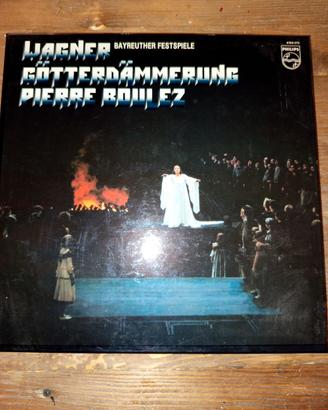 WAGNER BAYREUTHER FESTSPIELE
GÖTTERDÄMMERUNG
PIERRE BOULEZ
PHILIPS